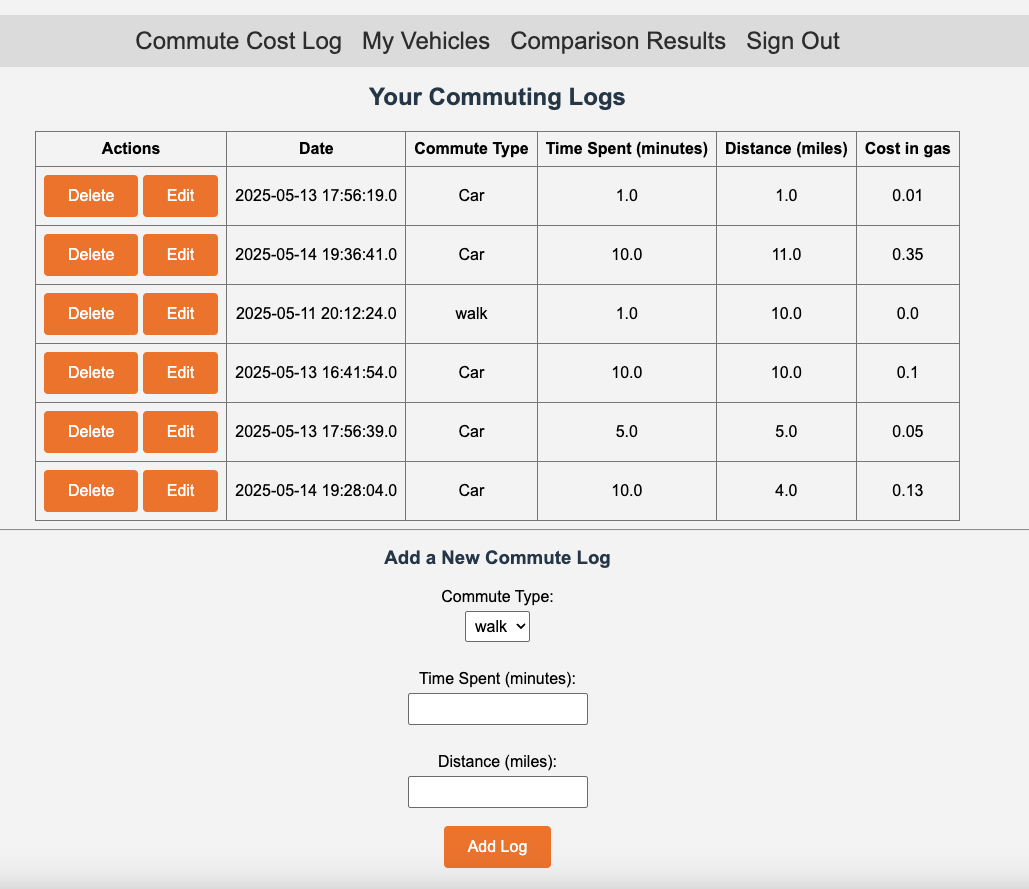 Commute Cost Log My Vehicles Comparison Results Sign Out
Your Commuting Logs
Actions Date Commute Type Time Spent (minutes) Distance (miles) Cost in gas
Delete Edit 2025-05-13 17:56:19.0 Car 1.0 1.0 0.01
Delete Edit 2025-05-14 19:36:41.0 Car 10.0 11.0 0.35
Delete Edit 2025-05-11 20:12:24.0 walk 1.0 10.0 0.0
Delete Edit 2025-05-13 16:41:54.0 Car 10.0 10.0 0.1
Delete Edit 2025-05-13 17:56:39.0 Car 5.0 5.0 0.05
Delete Edit 2025-05-14 19:28:04.0 Car 10.0 4.0 0.13
Add a New Commute Log
Commute Type:
walk
Time Spent (minutes):
Distance (miles):
Add Log